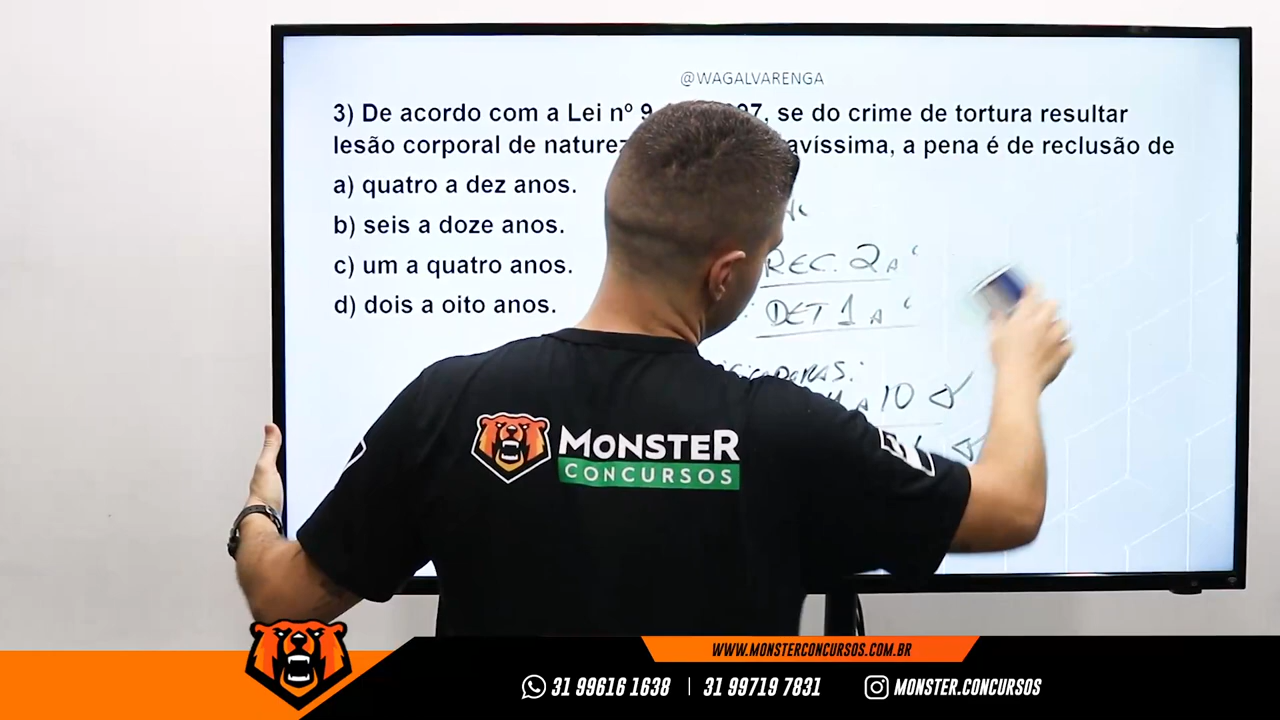 @WAGALVARENGA
3) De acordo com a Lei nº 9 97, se do crime de tortura resultar
lesão corporal de naturez avíssima, a pena é de reclusão de
a) quatro a dez anos.
b) seis a doze anos.
c) um a quatro anos.
d) dois a oito anos.
REC. 2 A
DET 1 A
A 10
MONSTER
CONCURSOS
WWW.MONSTERCONCURSOS.COM.BR
31 99616 1638 | 31 99719 7831 MONSTER.CONCURSOS